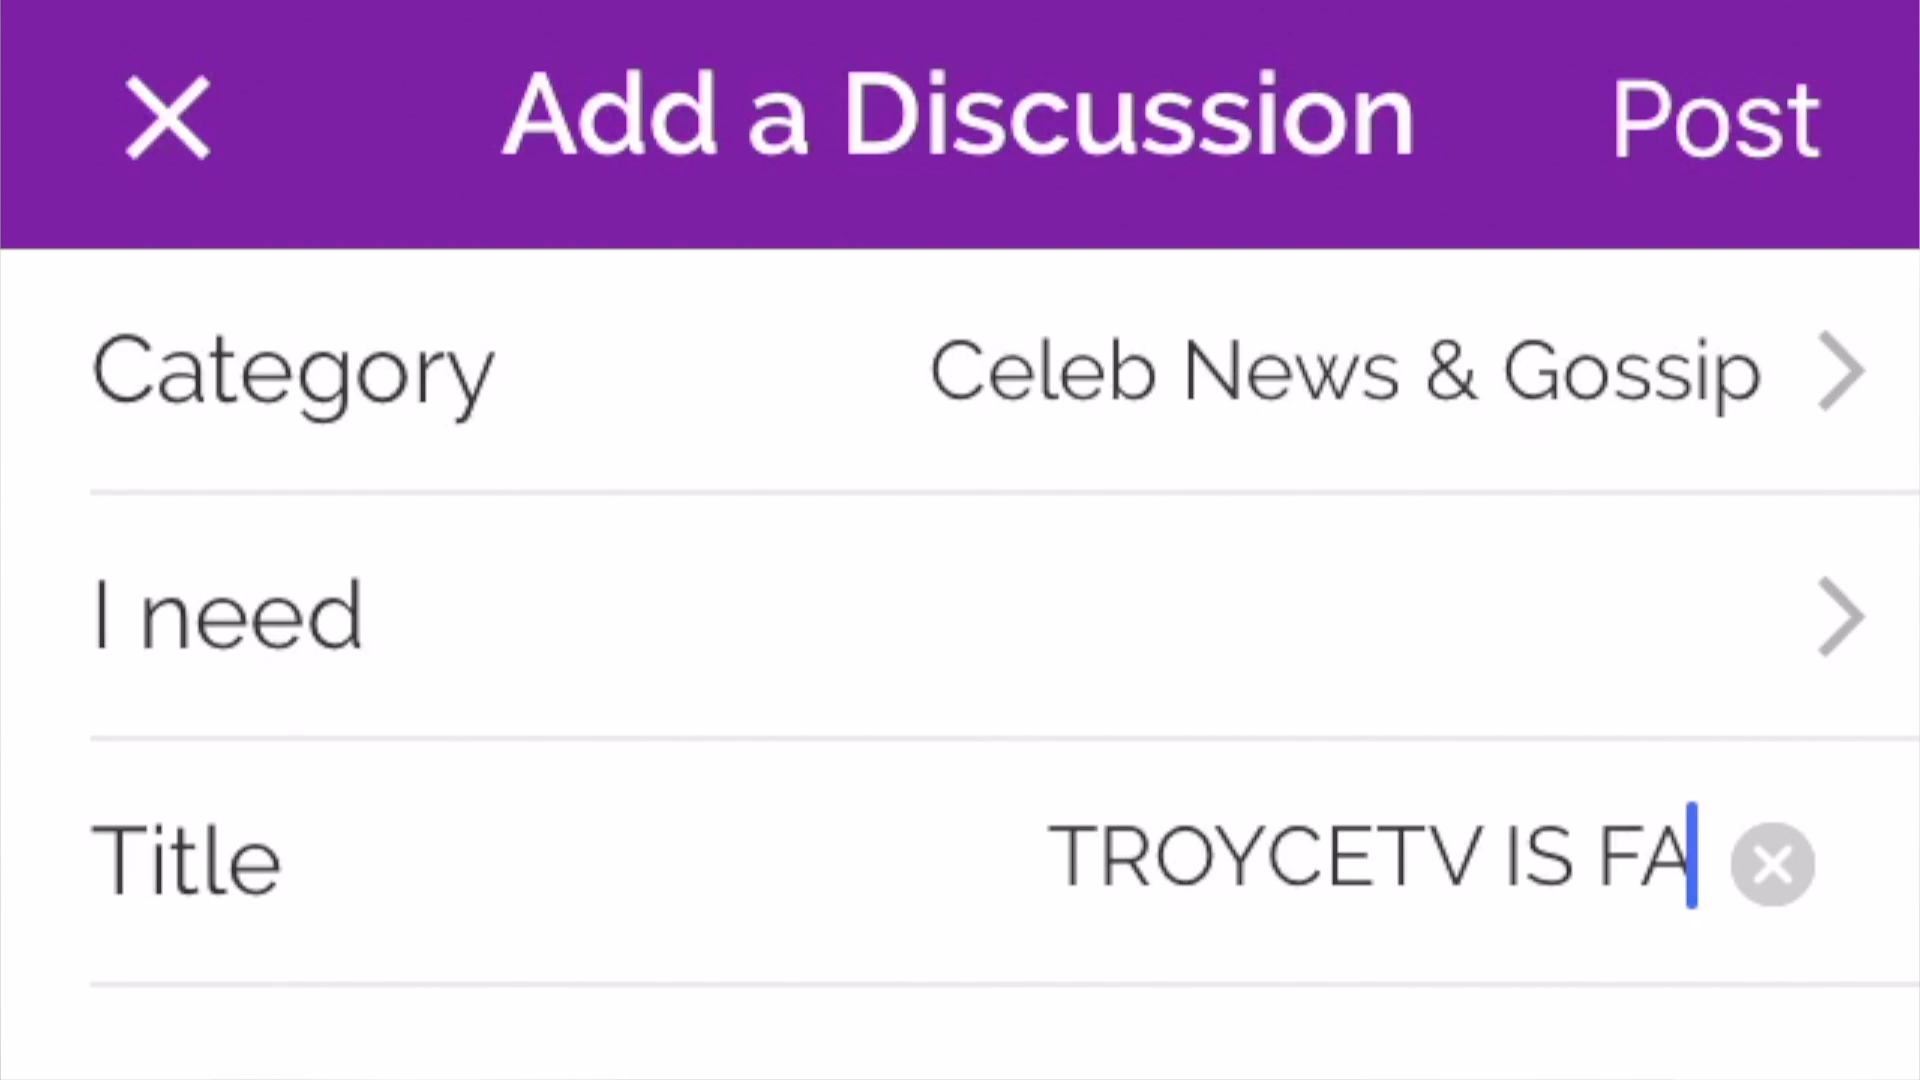 Add a Discussion Post
Category Celeb News & Gossip
I need
Title TROYCETV IS FA